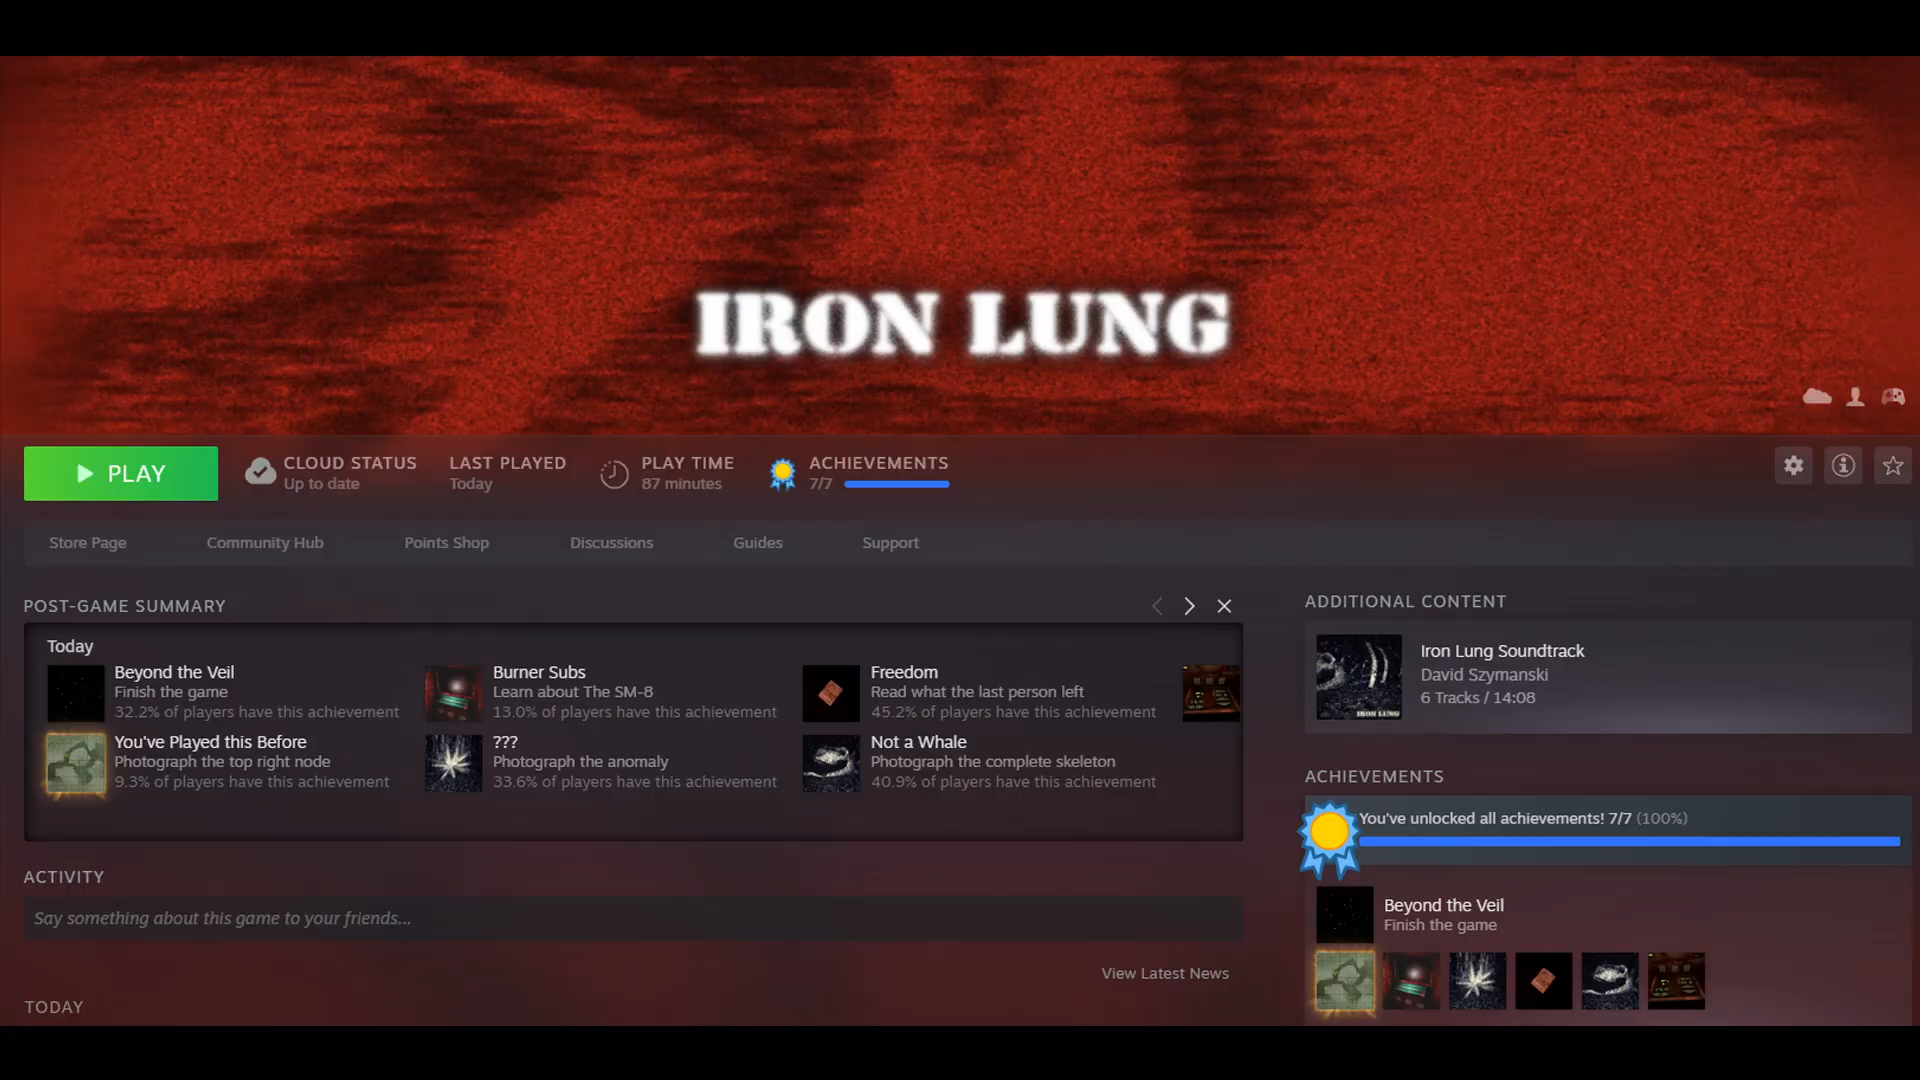 IRON LUNG
PLAY
CLOUD STATUS
Up to date
LAST PLAYED
Today
PLAY TIME
87 minutes
ACHIEVEMENTS
7/7
Store Page
Community Hub
Points Shop
Discussions
Guides
Support
POST-GAME SUMMARY
Today
Beyond the Veil
Finish the game
32.2% of players have this achievement
Burner Subs
Learn about The SM-8
13.0% of players have this achievement
Freedom
Read what the last person left
45.2% of players have this achievement
You've Played this Before
Photograph the top right node
9.3% of players have this achievement
???
Photograph the anomaly
33.6% of players have this achievement
Not a Whale
Photograph the complete skeleton
40.9% of players have this achievement
ACTIVITY
Say something about this game to your friends...
View Latest News
TODAY
ADDITIONAL CONTENT
IRON LUNG
Iron Lung Soundtrack
David Szymanski
6 Tracks / 14:08
ACHIEVEMENTS
You've unlocked all achievements! 7/7 (100%)
Beyond the Veil
Finish the game